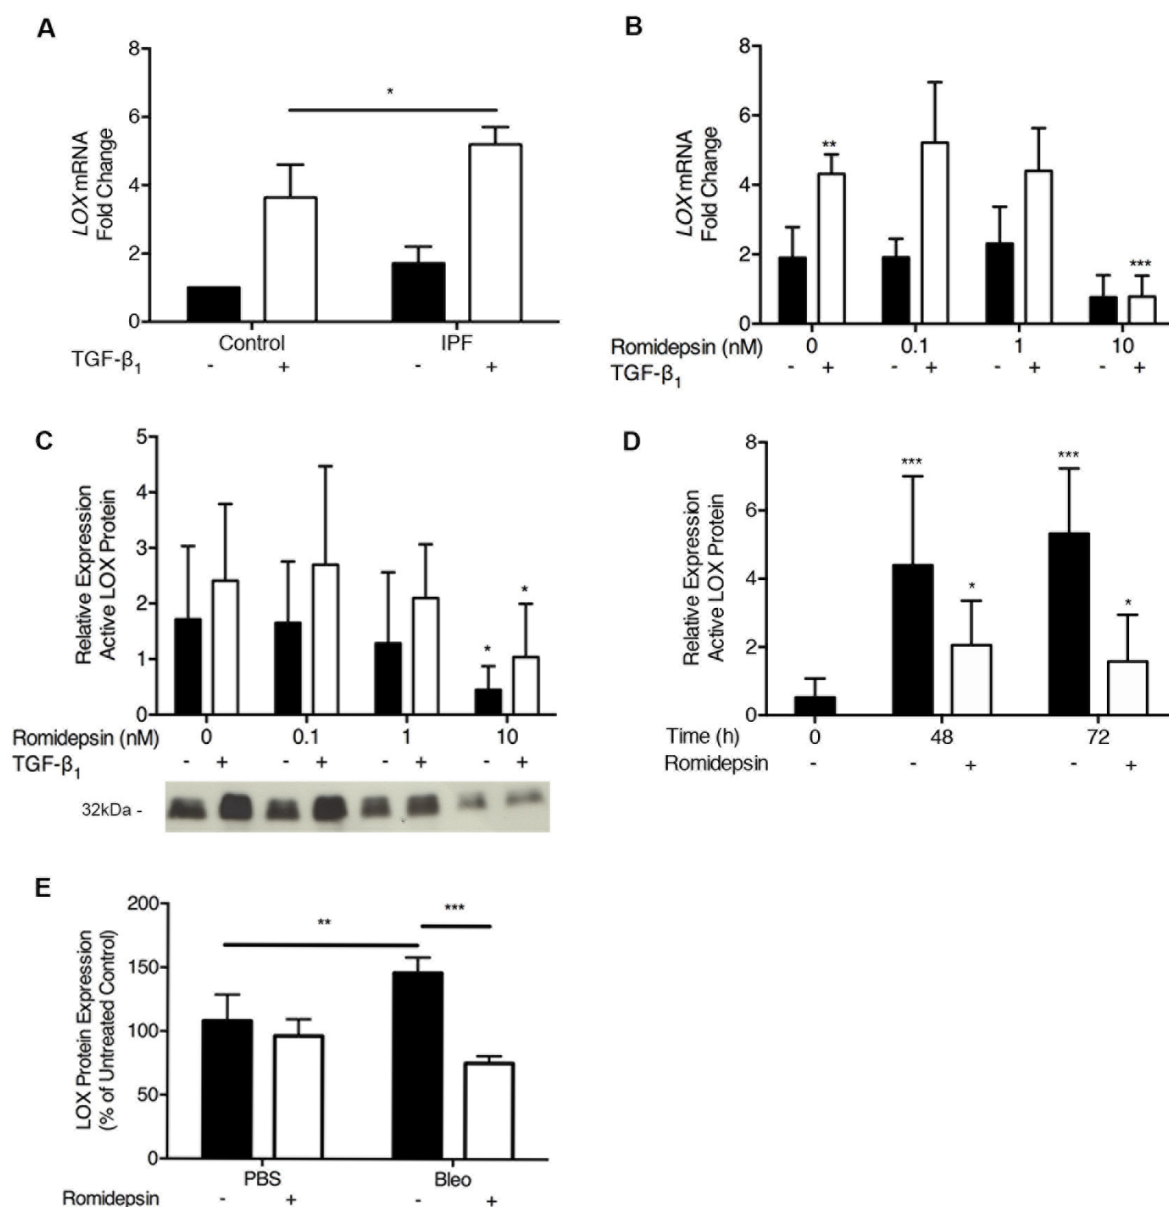 A
8
6
4
2
0
LOX mRNA
Fold Change
*
Control IPF
TGF-β1 - + - +
B
8
6
4
2
0
LOX mRNA
Fold Change
**
***
Romidepsin (nM) 0 0.1 1 10
TGF-β1 - + - + - + - +
C
5
4
3
2
1
0
Relative Expression
Active LOX Protein
*
*
Romidepsin (nM) 0 0.1 1 10
TGF-β1 - + - + - + - +
32kDa -
D
8
6
4
2
0
Relative Expression
Active LOX Protein
***
*
***
*
Time (h) 0 48 72
Romidepsin - - + - +
E
200
150
100
50
0
LOX Protein Expression
(% of Untreated Control)
**
***
PBS Bleo
Romidepsin - + - +